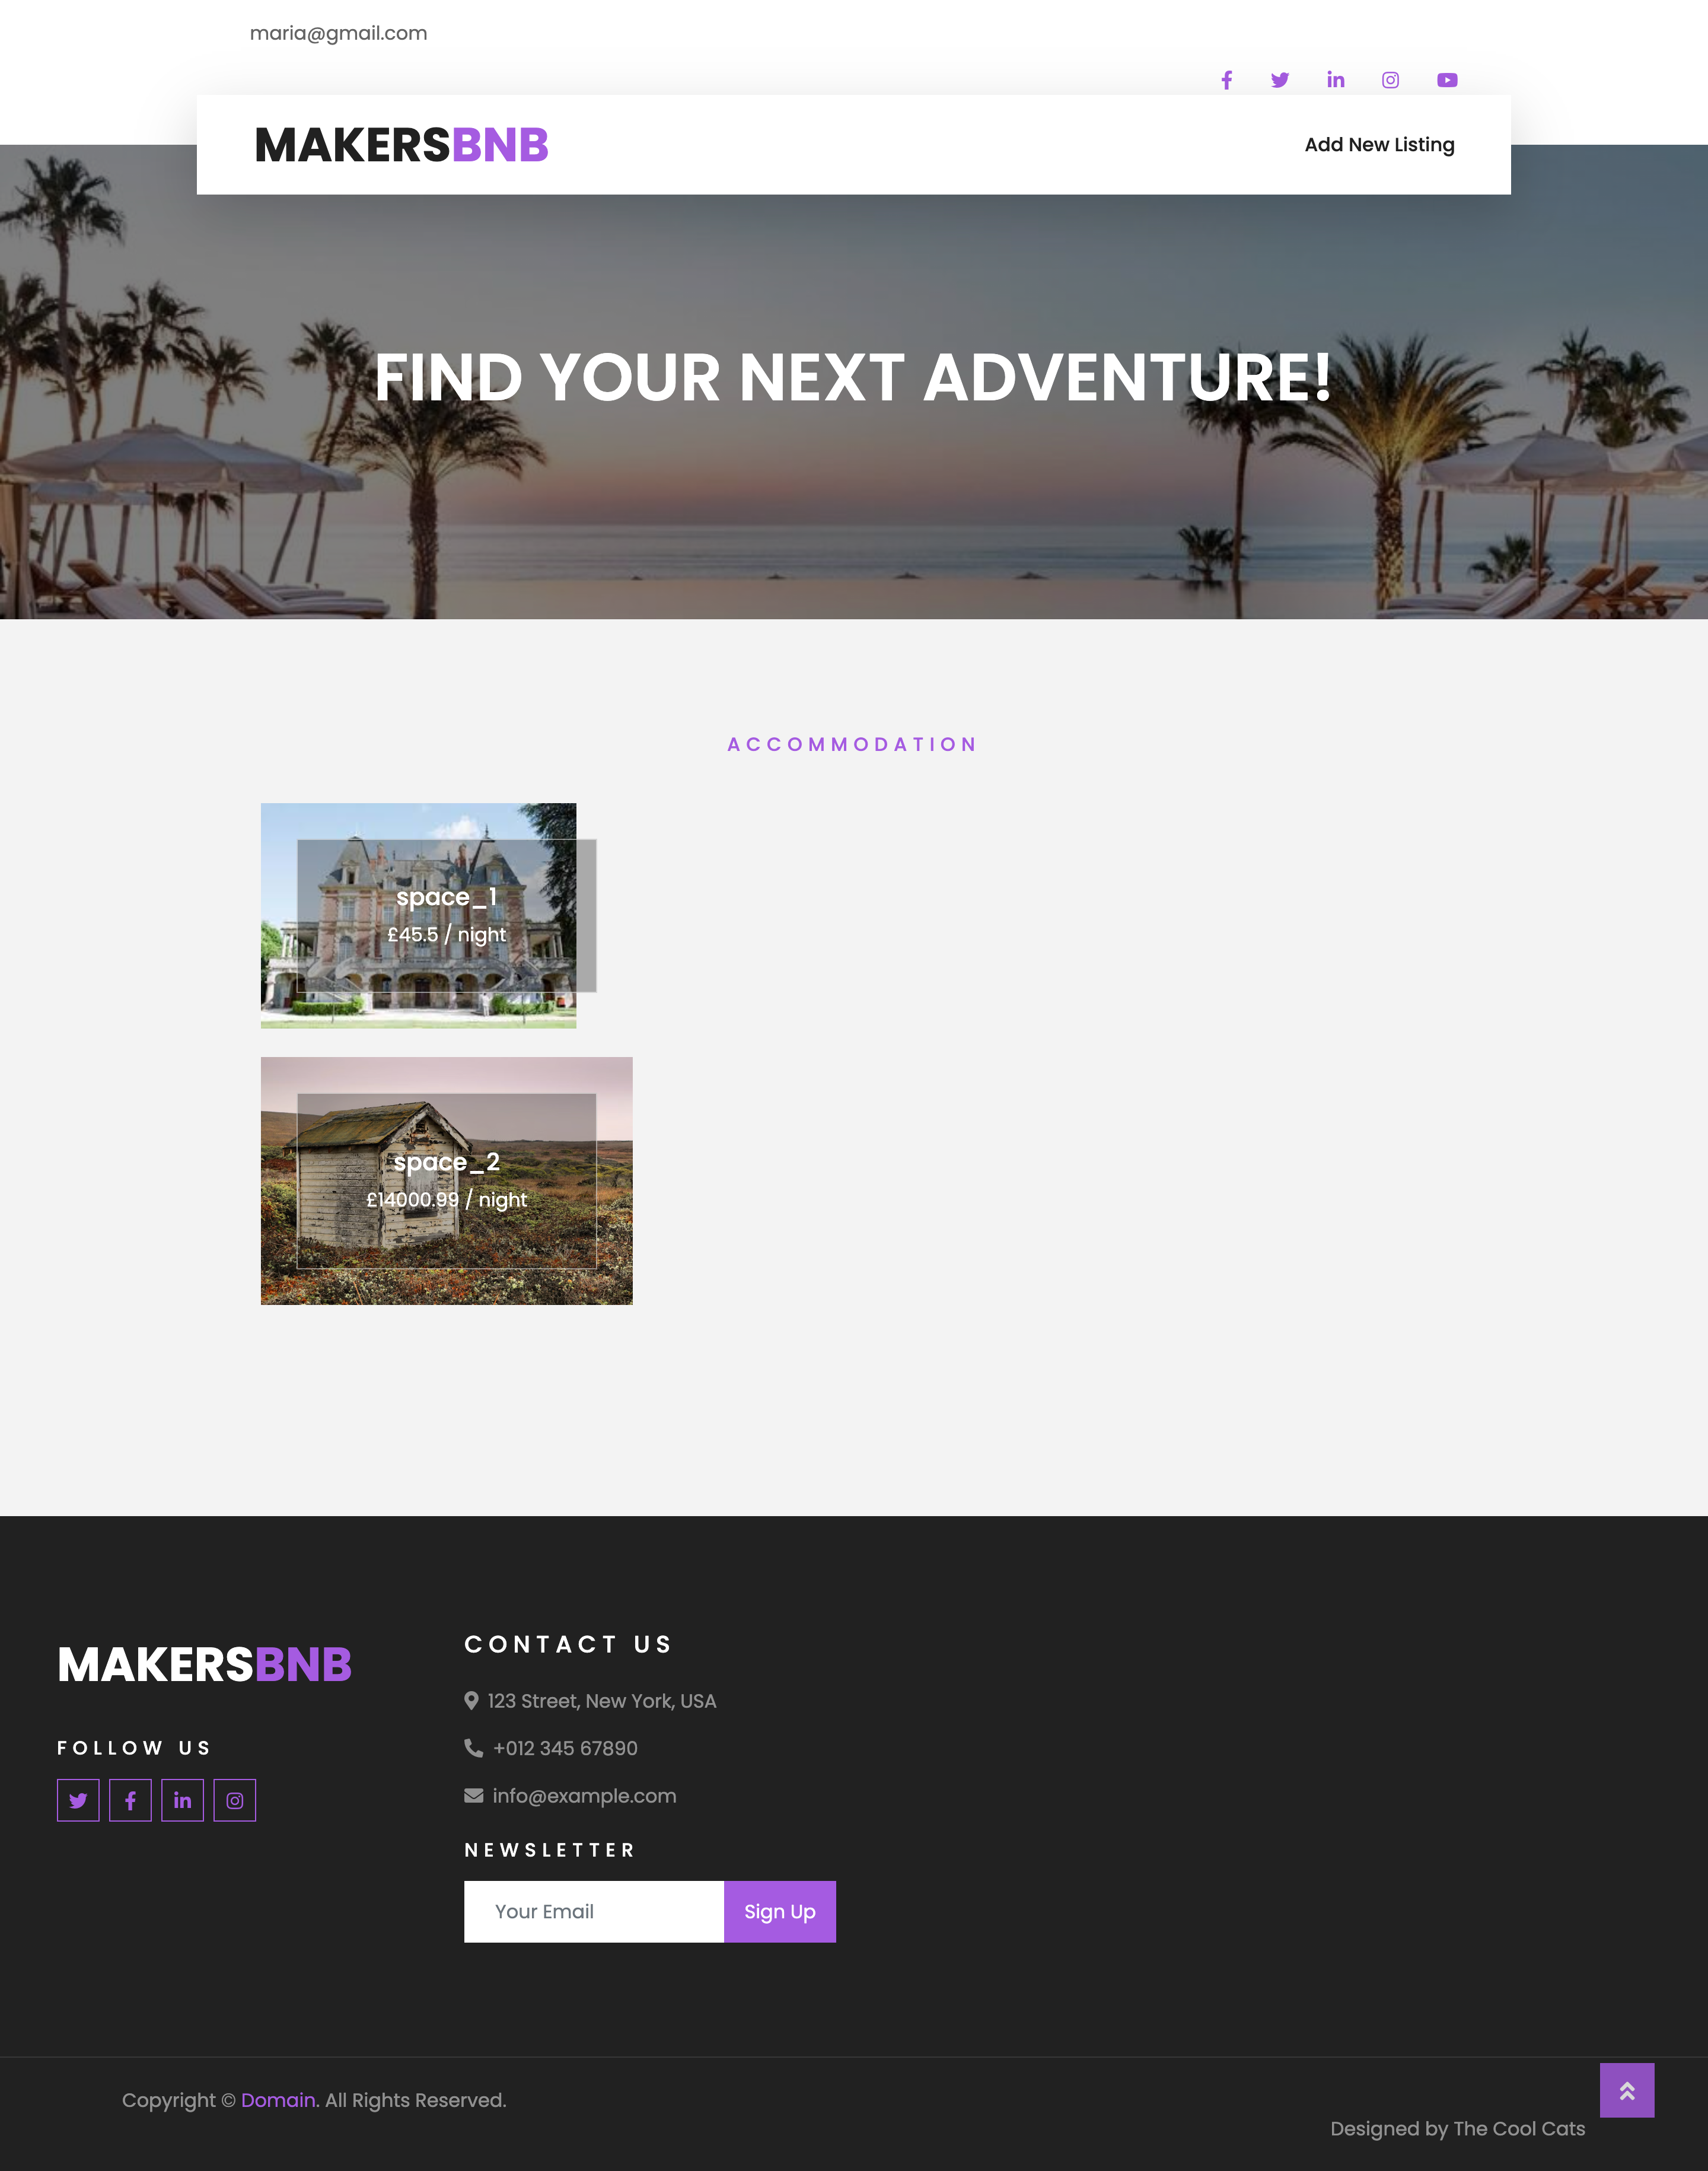 maria@gmail.com
MAKERSBNB
Add New Listing
FIND YOUR NEXT ADVENTURE!
ACCOMMODATION
space_1
£45.5 / night
space_2
£14000.99 / night
MAKERSBNB
FOLLOW US
CONTACT US
123 Street, New York, USA
+012 345 67890
info@example.com
NEWSLETTER
Your Email
Sign Up
Copyright © Domain. All Rights Reserved.
Designed by The Cool Cats